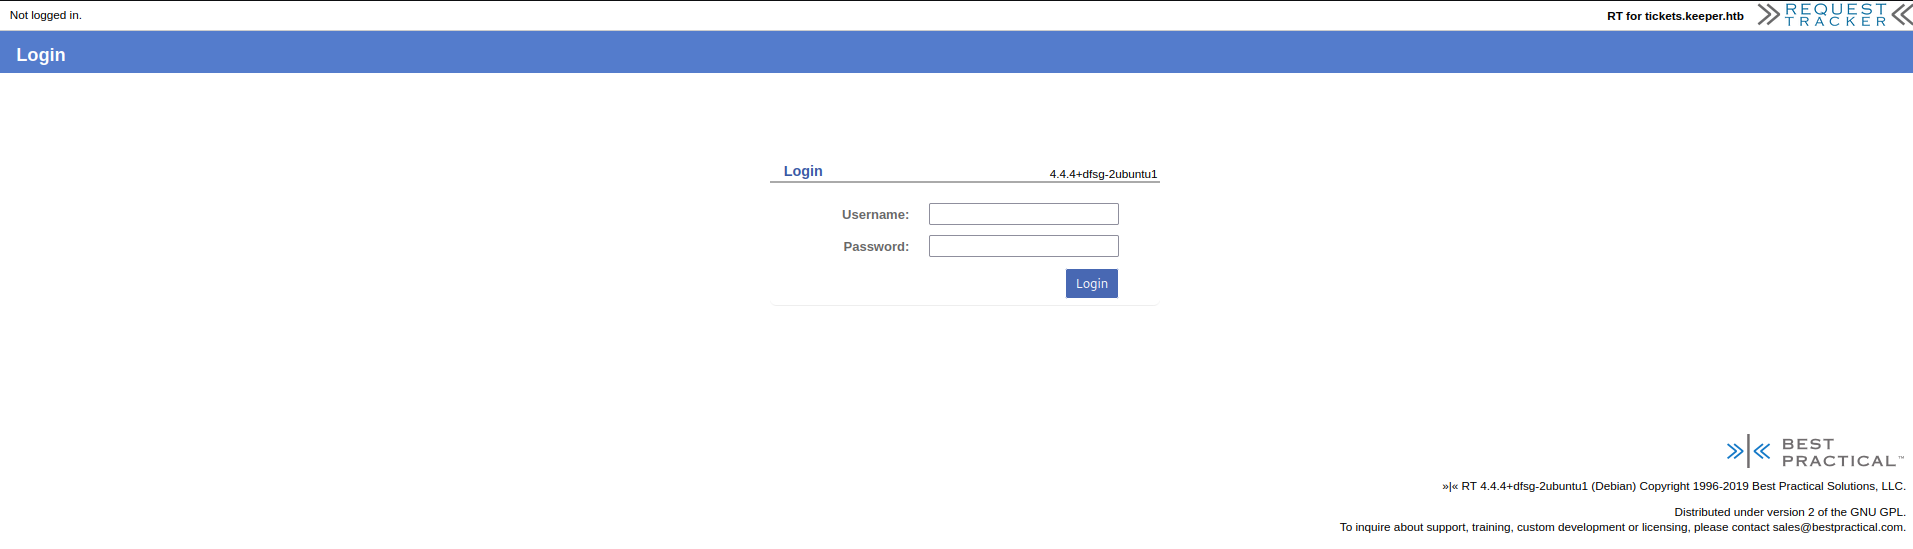 Not logged in.
RT for tickets.keeper.htb
REQUEST
TRACKER
Login
Login 4.4.4+dfsg-2ubuntu1
Username:
Password:
Login
BEST
PRACTICAL™
»|« RT 4.4.4+dfsg-2ubuntu1 (Debian) Copyright 1996-2019 Best Practical Solutions, LLC.
Distributed under version 2 of the GNU GPL.
To inquire about support, training, custom development or licensing, please contact sales@bestpractical.com.